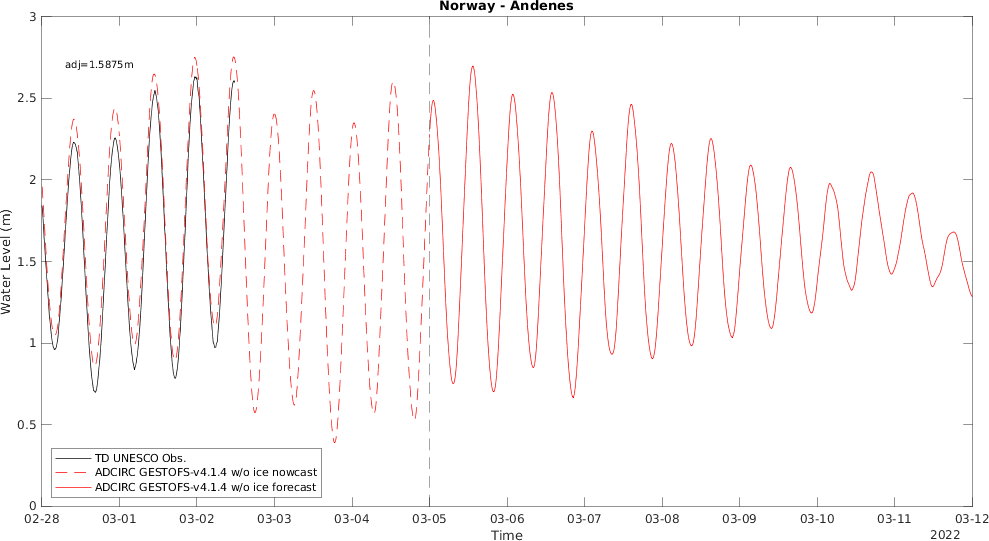 Norway - Andenes
adj=1.5875m
Water Level (m)
3
2.5
2
1.5
1
0.5
0
TD UNESCO Obs.
ADCIRC GESTOFS-v4.1.4 w/o ice nowcast
ADCIRC GESTOFS-v4.1.4 w/o ice forecast
02-28 03-01 03-02 03-03 03-04 03-05 03-06 03-07 03-08 03-09 03-10 03-11 03-12
Time
2022